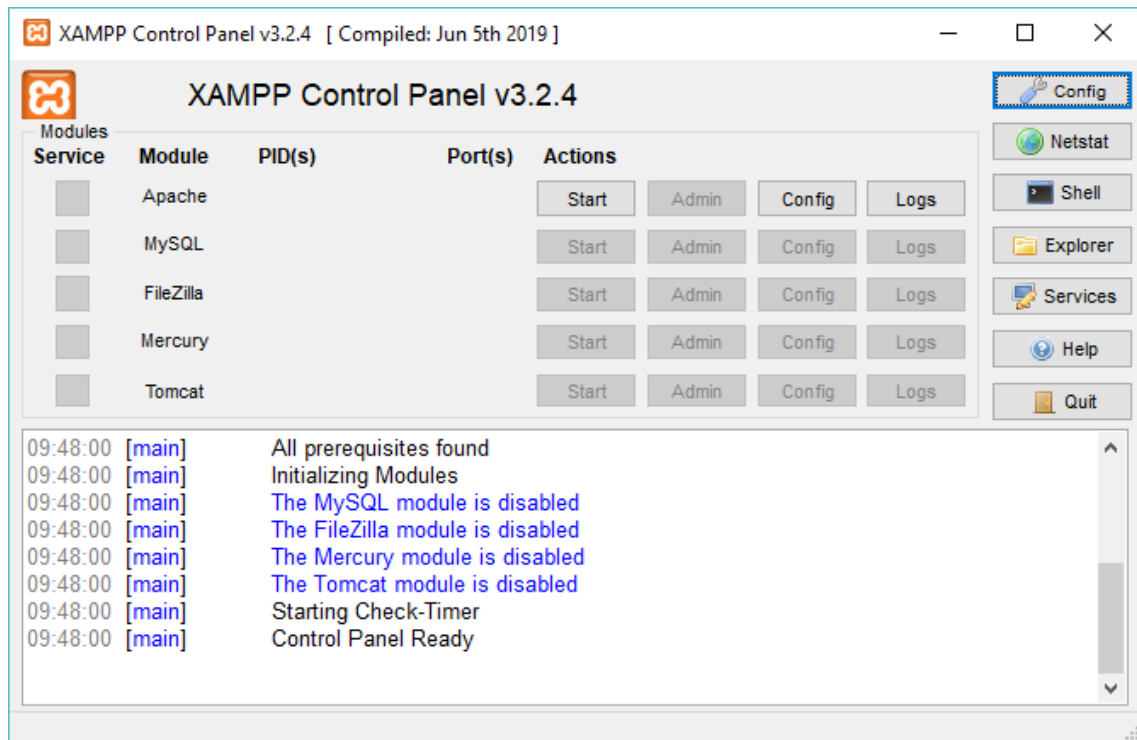 XAMPP Control Panel v3.2.4 [ Compiled: Jun 5th 2019 ]
XAMPP Control Panel v3.2.4
Config
Modules
Netstat
Service Module PID(s) Port(s) Actions
Apache Start Admin Config Logs
Shell
MySQL Start Admin Config Logs
Explorer
FileZilla Start Admin Config Logs
Services
Mercury Start Admin Config Logs
Help
Tomcat Start Admin Config Logs
Quit
09:48:00 [main] All prerequisites found
09:48:00 [main] Initializing Modules
09:48:00 [main] The MySQL module is disabled
09:48:00 [main] The FileZilla module is disabled
09:48:00 [main] The Mercury module is disabled
09:48:00 [main] The Tomcat module is disabled
09:48:00 [main] Starting Check-Timer
09:48:00 [main] Control Panel Ready